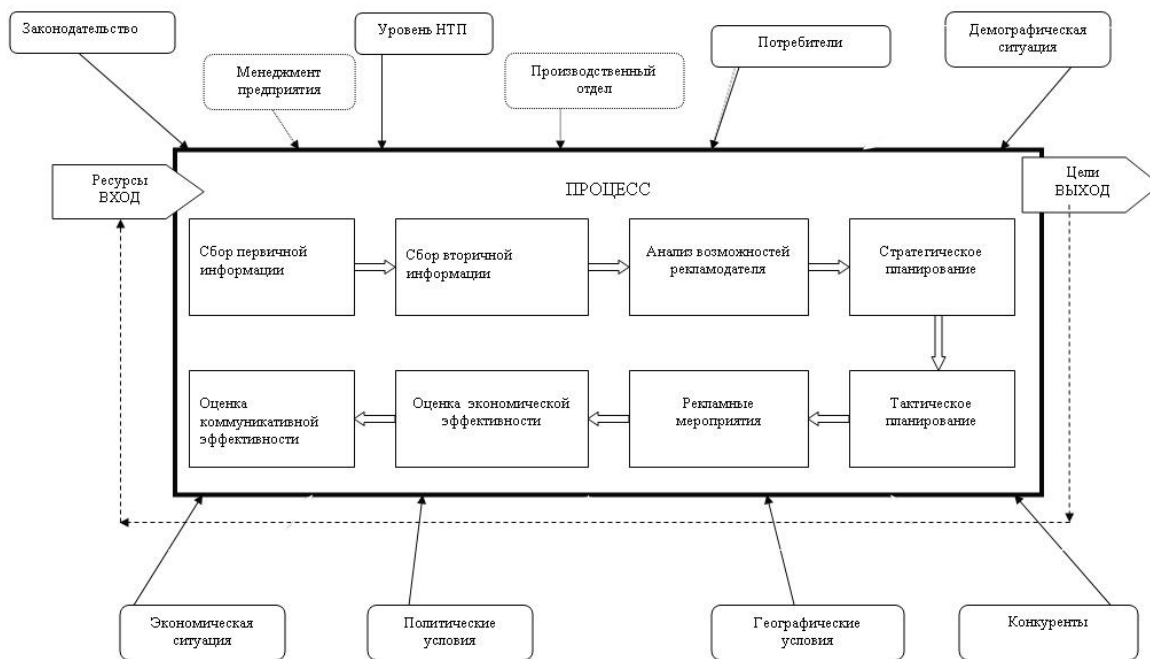 Законодательство
Уровень НТП
Потребители
Демографическая
ситуация
Менеджмент
предприятия
Производственный
отдел
Ресурсы
ВХОД
ПРОЦЕСС
Цели
ВЫХОД
Сбор первичной
информации
Сбор вторичной
информации
Анализ возможностей
рекламодателя
Стратегическое
планирование
Оценка
коммуникативной
эффективности
Оценка экономической
эффективности
Рекламные
мероприятия
Тактическое
планирование
Экономическая
ситуация
Политические
условия
Географические
условия
Конкуренты